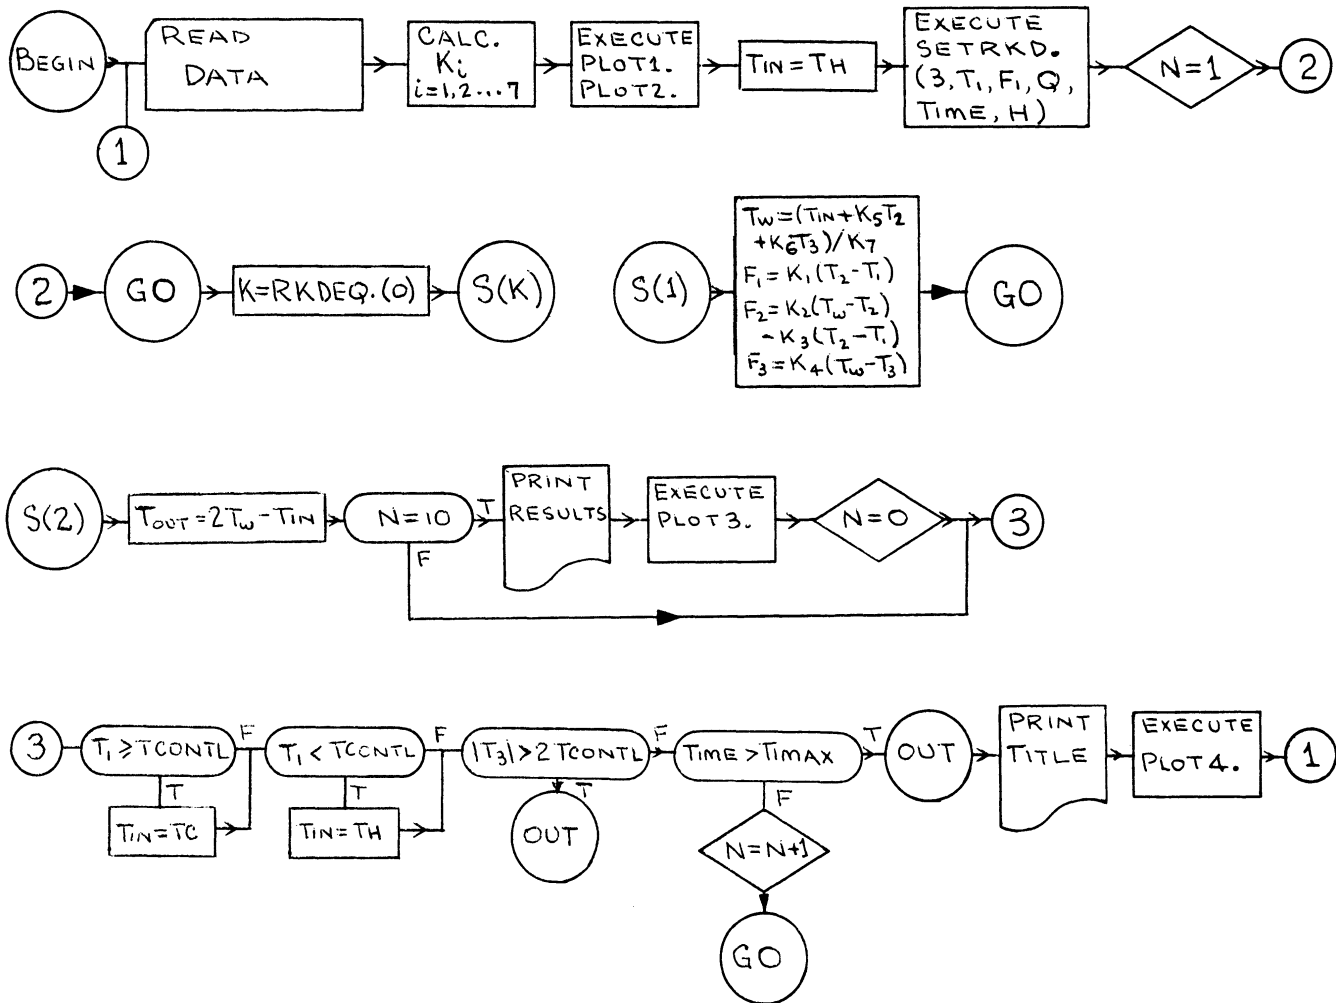 BEGIN
1
READ
DATA
CALC.
Ki
i=1,2...7
EXECUTE
PLOT1.
PLOT2.
TIN=TH
EXECUTE
SETRKD.
(3,T1,F1,Q,
TIME,H)
N=1
2
2
GO
K=RKDEQ.(0)
S(K)
S(1)
TW=(TIN+K5T2
+K6T3)/K7
F1=K1(T2-T1)
F2=K2(TW-T2)
-K3(T2-T1)
F3=K4(TW-T3)
GO
S(2)
TOUT=2TW-TIN
N=10
T
F
PRINT
RESULTS
EXECUTE
PLOT3.
N=0
3
3
T1≥TCONTL
F
T
TIN=TC
T1<TCONTL
F
T
TIN=TH
|T3|>2TCONTL
F
T
OUT
TIME>TIMAX
T
F
N=N+1
GO
OUT
PRINT
TITLE
EXECUTE
PLOT4.
1